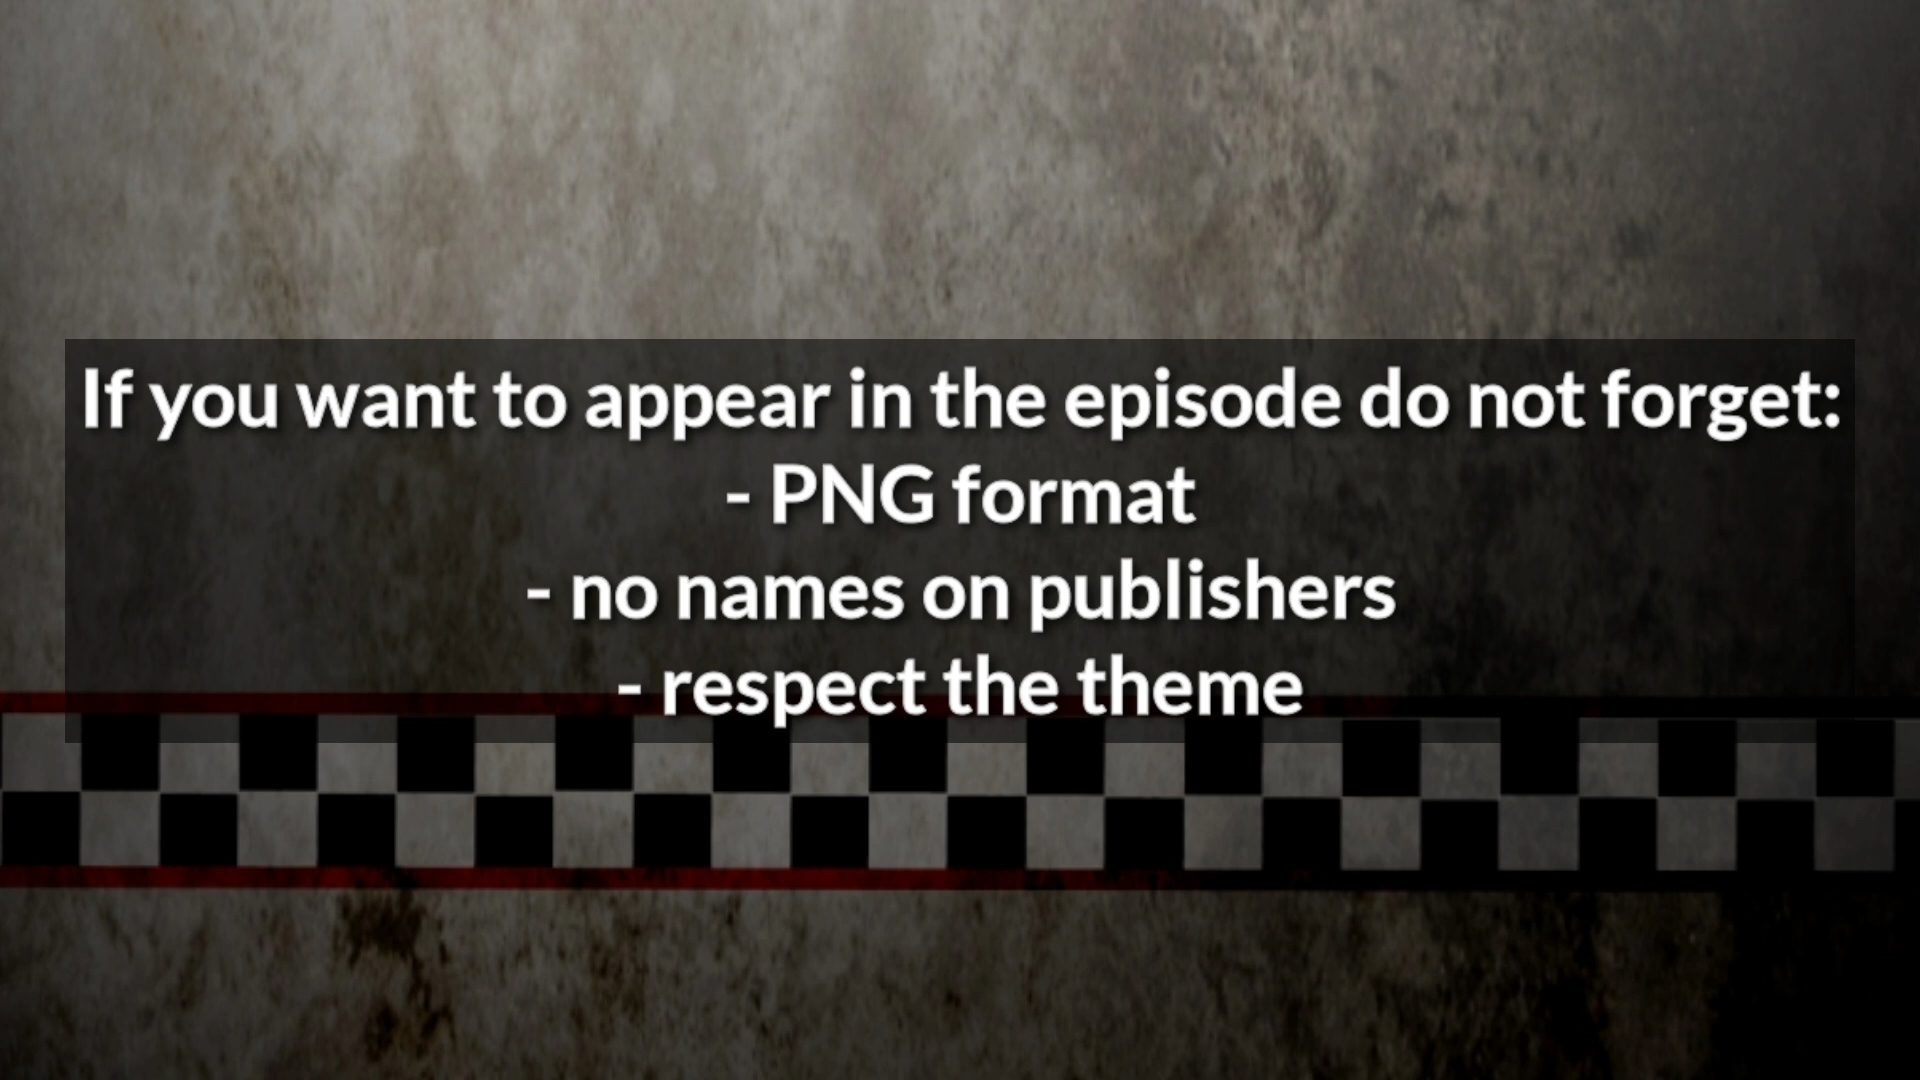 If you want to appear in the episode do not forget:
- PNG format
- no names on publishers
- respect the theme